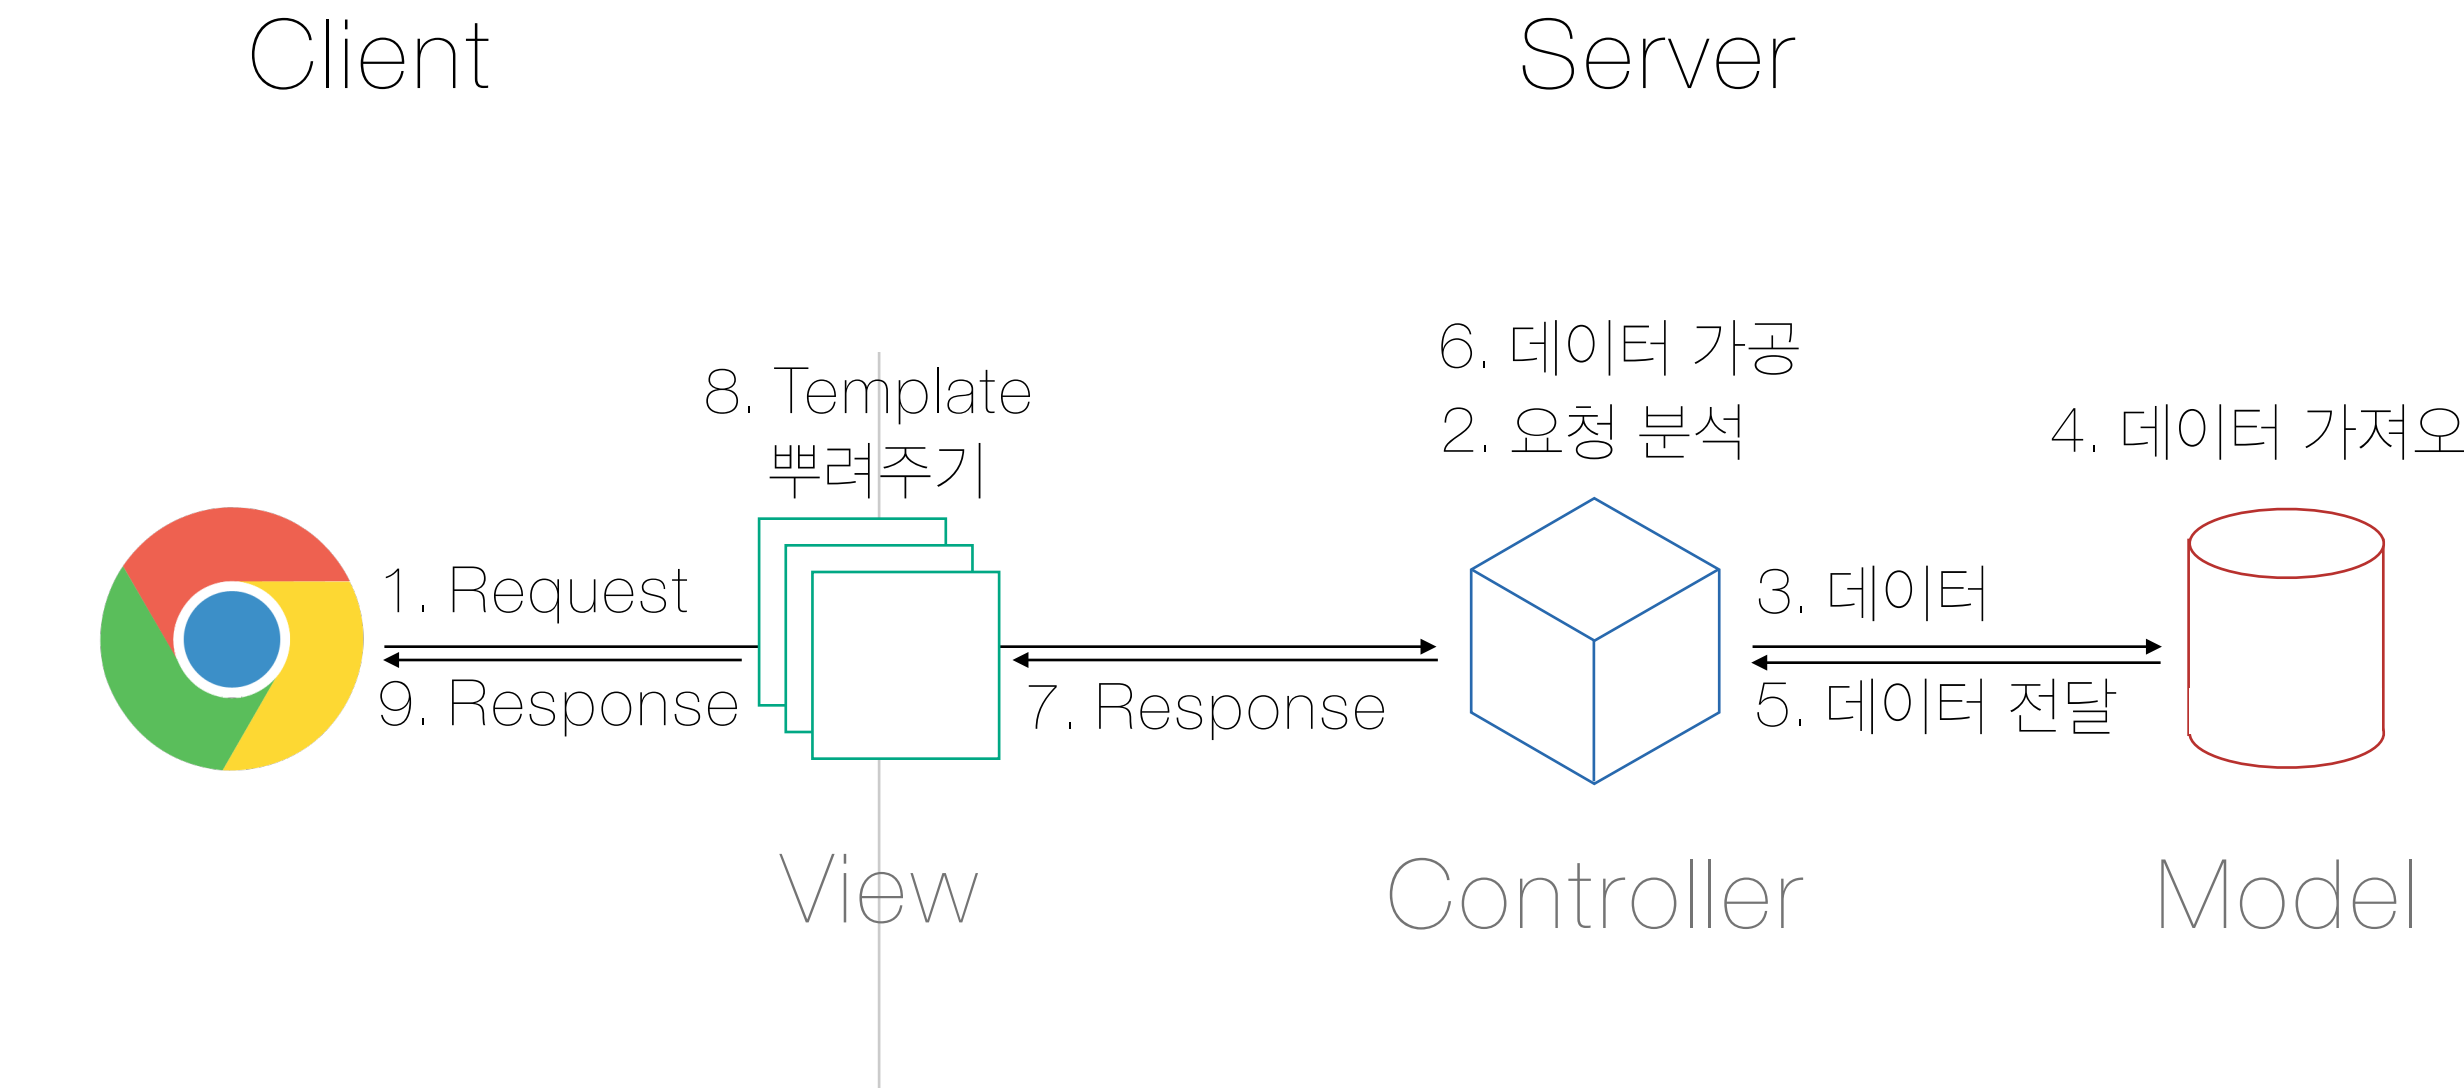 Client
Server
6. 데이터 가공
8. Template
뿌려주기
2. 요청 분석
4. 데이터 가져오
1. Request
3. 데이터
9. Response
7. Response
5. 데이터 전달
View
Controller
Model